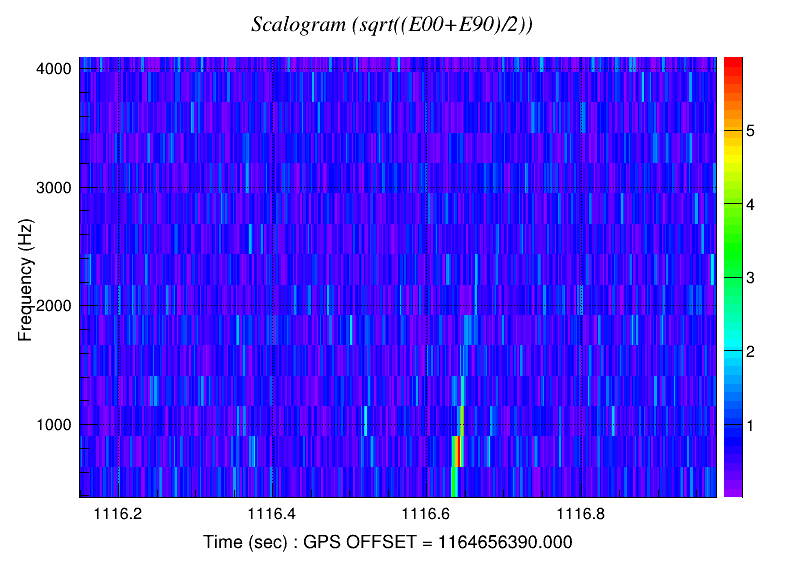 Scalogram (sqrt((E00+E90)/2))
4000
3000
2000
1000
Frequency (Hz)
5
4
3
2
1
1116.2 1116.4 1116.6 1116.8
Time (sec) : GPS OFFSET = 1164656390.000